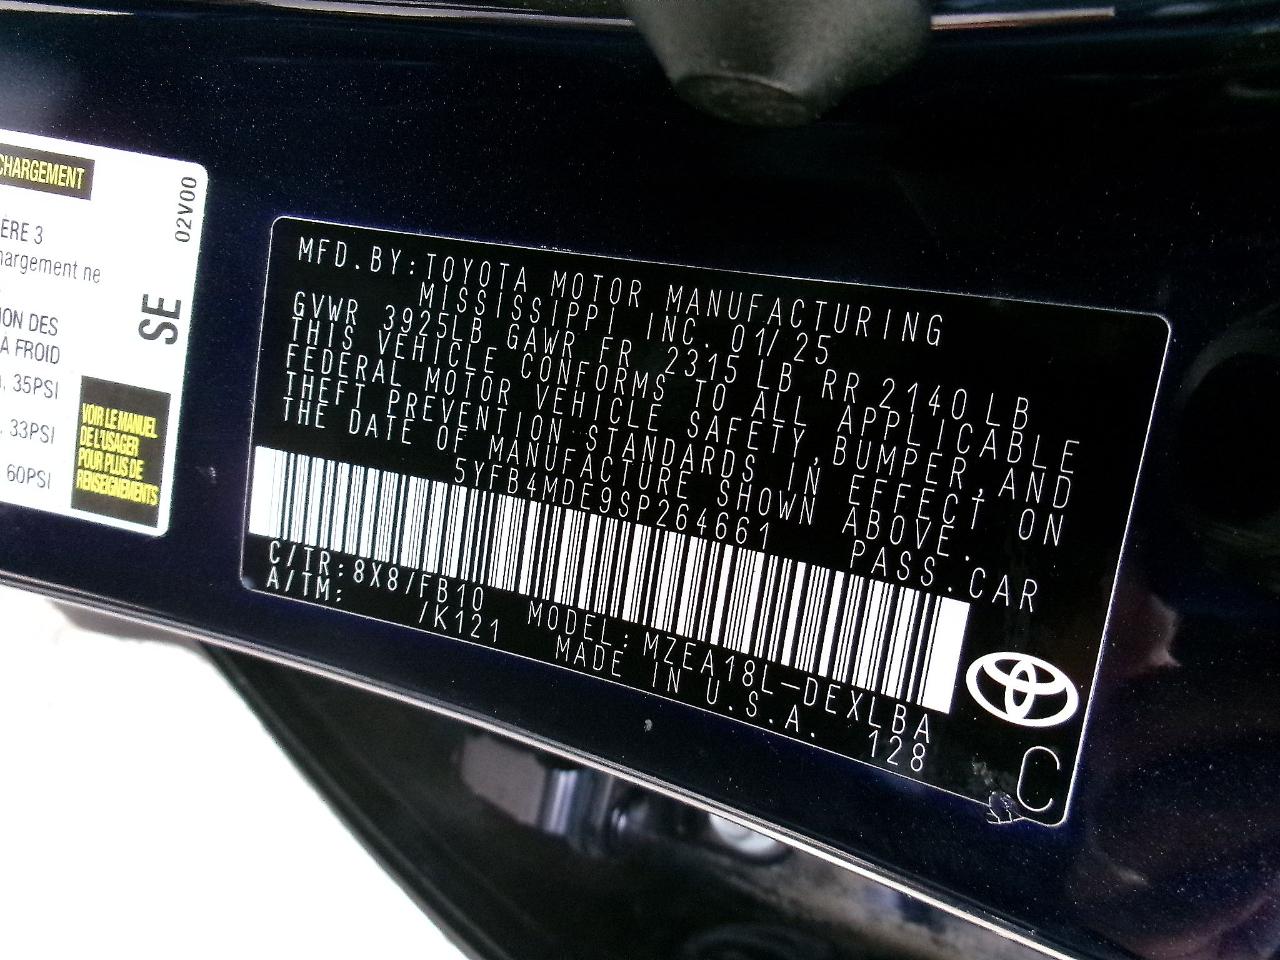 CHARGEMENT
02V00
ÈRE 3
hargement ne
SE
ION DES
A FROID
35PSI
33PSI
60PSI
VOIR LE MANUEL
DE L'USAGER
POUR PLUS DE
RENSEIGNEMENTS
MFD.BY:TOYOTA MOTOR MANUFACTURING
MISSISSIPPI INC. 01/25
GVWR 3925LB GAWR FR 2315 LB RR 2140 LB
THIS VEHICLE CONFORMS TO ALL APPLICABLE
FEDERAL MOTOR VEHICLE SAFETY,BUMPER,AND
THEFT PREVENTION STANDARDS IN EFFECT ON
THE DATE OF MANUFACTURE SHOWN ABOVE.
5YFB4MDE9SP264661 PASS.CAR
C/TR:8X8/FB10 MODEL:MZEA18L-DEXLBA
A/TM: /K121 MADE IN U.S.A. 128
C